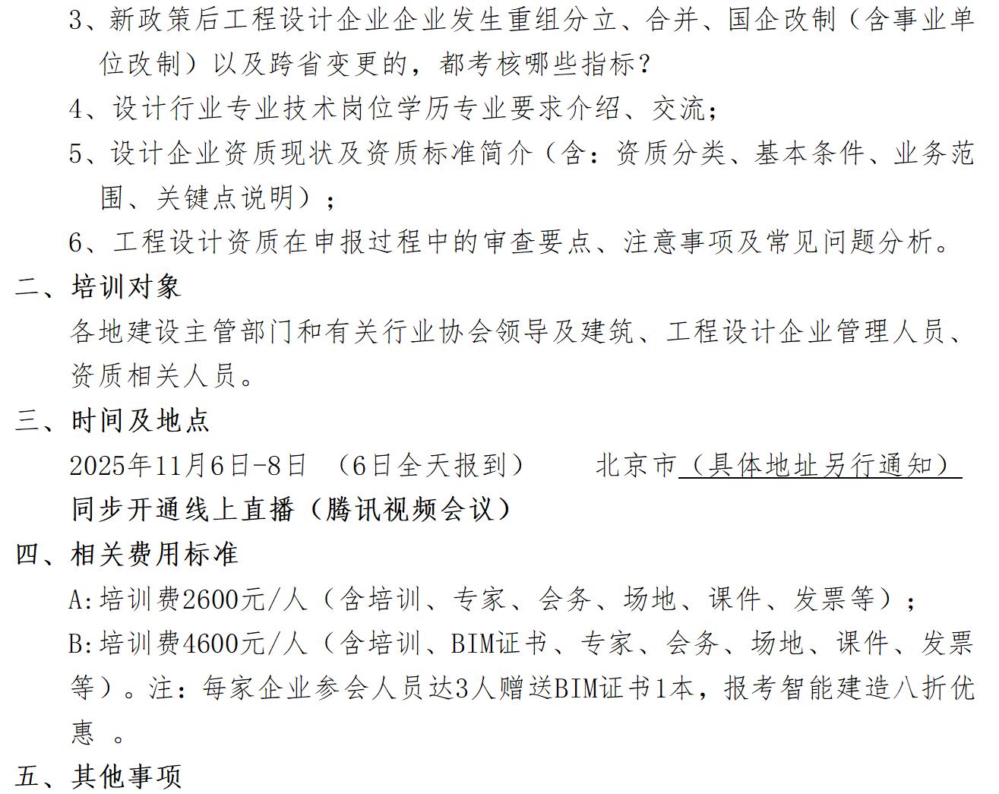 3、新政策后工程设计企业企业发生重组分立、合并、国企改制（含事业单
位改制）以及跨省变更的，都考核哪些指标？
4、设计行业专业技术岗位学历专业要求介绍、交流；
5、设计企业资质现状及资质标准简介（含：资质分类、基本条件、业务范
围、关键点说明）；
6、工程设计资质在申报过程中的审查要点、注意事项及常见问题分析。
二、培训对象
各地建设主管部门和有关行业协会领导及建筑、工程设计企业管理人员、
资质相关人员。
三、时间及地点
2025年11月6日-8日 （6日全天报到） 北京市（具体地址另行通知）
同步开通线上直播（腾讯视频会议）
四、相关费用标准
A:培训费2600元/人（含培训、专家、会务、场地、课件、发票等）；
B:培训费4600元/人（含培训、BIM证书、专家、会务、场地、课件、发票
等）。注：每家企业参会人员达3人赠送BIM证书1本，报考智能建造八折优
惠 。
五、其他事项